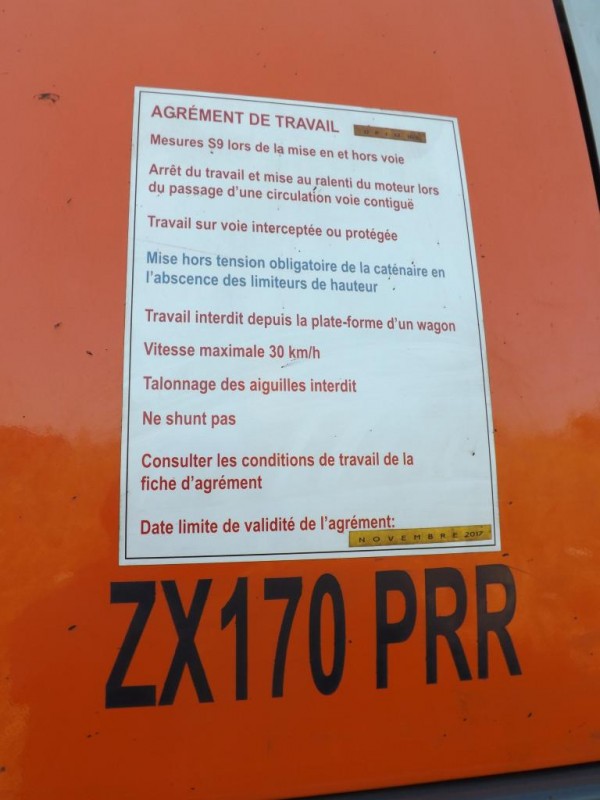 AGRÉMENT DE TRAVAIL
Mesures S9 lors de la mise en et hors voie
Arrêt du travail et mise au ralenti du moteur lors
du passage d'une circulation voie contiguë
Travail sur voie interceptée ou protégée
Mise hors tension obligatoire de la caténaire en
l'abscence des limiteurs de hauteur
Travail interdit depuis la plate-forme d'un wagon
Vitesse maximale 30 km/h
Talonnage des aiguilles interdit
Ne shunt pas
Consulter les conditions de travail de la
fiche d'agrément
Date limite de validité de l'agrément:
NOVEMBRE 2017
ZX170 PRR